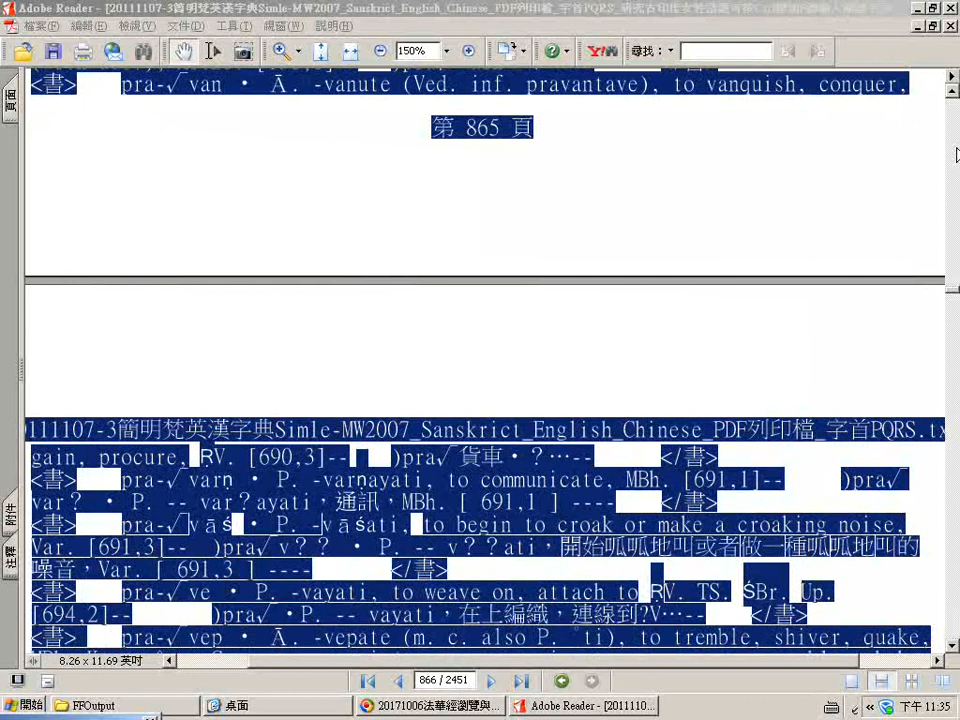 Adobe Reader - [20111107-3簡明梵英漢字典Simle-MW2007_Sanskrict_English_Chinese_PDF列印檔_字首PQRS
檔案(F) 編輯(E) 檢視(V) 文件(D) 工具(T) 視窗(W) 說明(H)
150% 尋找:
頁面
<書> pra-√ van • Ā. -vanute (Ved. inf. pravantave), to vanquish, conquer,
第 865 頁
111107-3簡明梵英漢字典Simle-MW2007_Sanskrict_English_Chinese_PDF列印檔_字首PQRS.tx
gain, procure, ṚV. [690,3]-- )pra√ 貨車‧?…-- </書>
<書> pra-√ varṇ • P. -varṇayati, to communicate, MBh. [691,1]-- )pra√
var? • P. -- var?ayati，通訊，MBh. [ 691,1 ] ---- </書>
<書> pra-√ vāś • P. -vāśati, to begin to croak or make a croaking noise,
Var. [691,3]-- )pra√ v?? • P. -- v??ati，開始呱呱地叫或者做一種呱呱地叫的
噪音，Var. [ 691,3 ] ---- </書>
<書> pra-√ ve • P. -vayati, to weave on, attach to ṚV. TS. ŚBr. Up.
[694,2]-- )pra√ •P. -- vayati，在上編織，連線到?V…-- </書>
<書> pra-√ vep • Ā. -vepate (m. c. also P. °ti), to tremble, shiver, quake,
附件
注釋
8.26 x 11.69 英吋
866 / 2451
開始 FFOutput 桌面 20171006法華經瀏覽與... Adobe Reader - [2011110... 下午 11:35